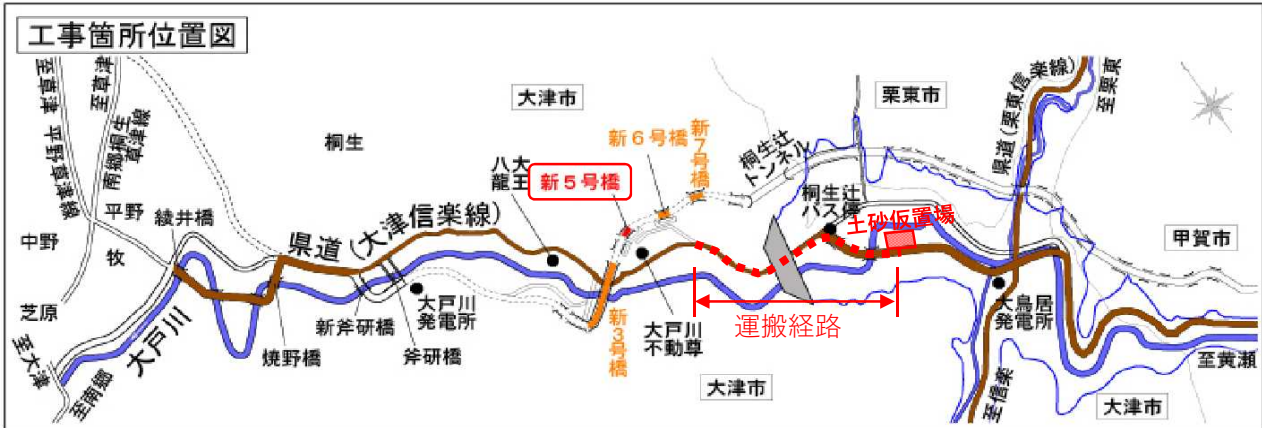 工事箇所位置図
至草津
平野草津線
至草津
南郷桐生
草津線
桐生
大津市
栗東市
県道(栗東信楽線)
至栗東
八大
龍王
新5号橋
新6号橋
新7号橋
桐生辻
トンネル
桐生辻
バス停
土砂仮置場
甲賀市
中野
平野
綾井橋
牧
県道(大津信楽線)
芝原
至大津
大戸川
至南郷
焼野橋
新斧研橋
斧研橋
大戸川
発電所
新3号橋
大戸川
不動尊
運搬経路
大鳥居
発電所
大津市
至信楽
大津市
至黄瀬